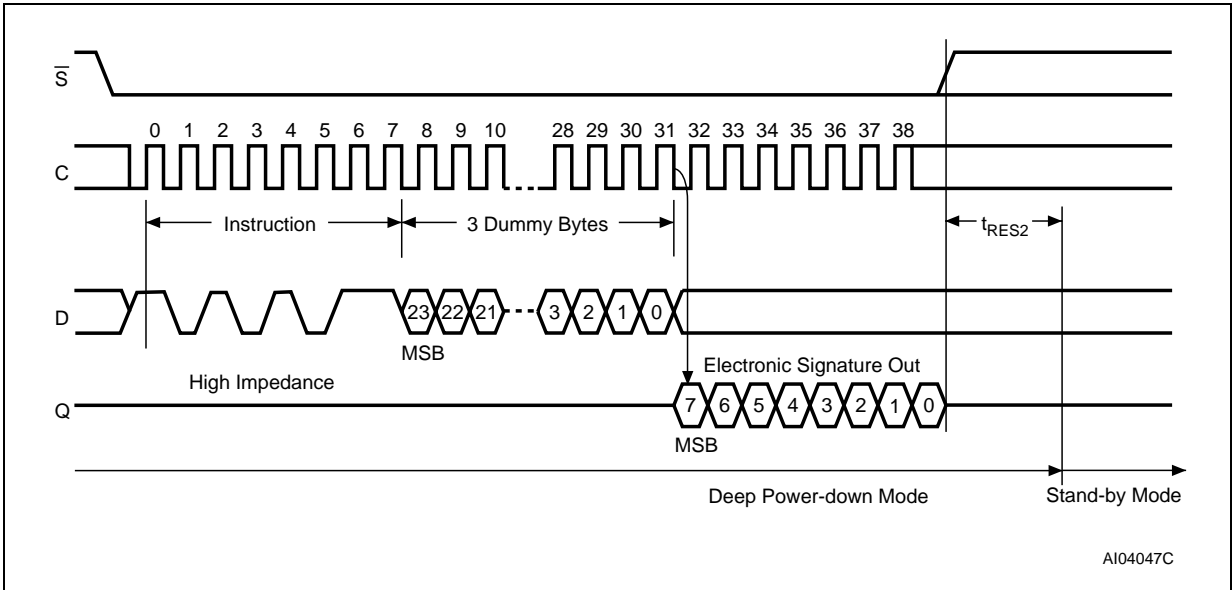 S
0 1 2 3 4 5 6 7 8 9 10 28 29 30 31 32 33 34 35 36 37 38
C
Instruction 3 Dummy Bytes tRES2
D 23 22 21 3 2 1 0
MSB
High Impedance Electronic Signature Out
Q 7 6 5 4 3 2 1 0
MSB
Deep Power-down Mode Stand-by Mode
AI04047C